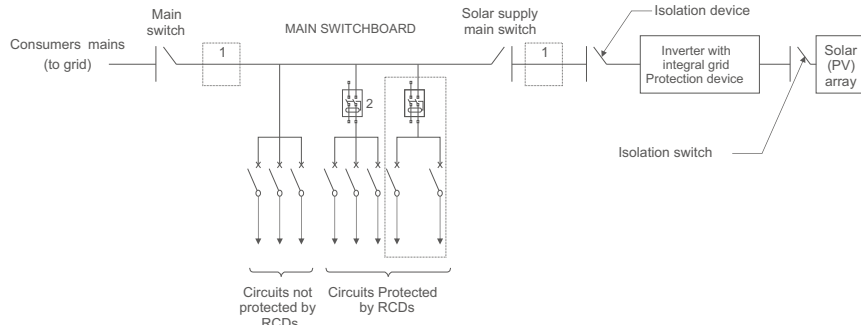 Consumers mains
(to grid)
Main
switch
1
MAIN SWITCHBOARD
Solar supply
main switch
1
Isolation device
Inverter with
integral grid
Protection device
Solar
(PV)
array
2
Isolation switch
Circuits not
protected by
RCDs
Circuits Protected
by RCDs